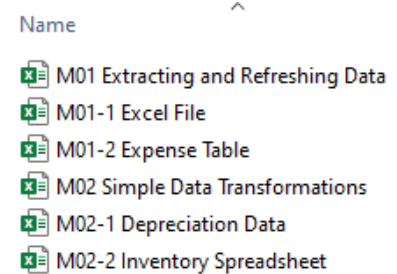 Name
M01 Extracting and Refreshing Data
M01-1 Excel File
M01-2 Expense Table
M02 Simple Data Transformations
M02-1 Depreciation Data
M02-2 Inventory Spreadsheet